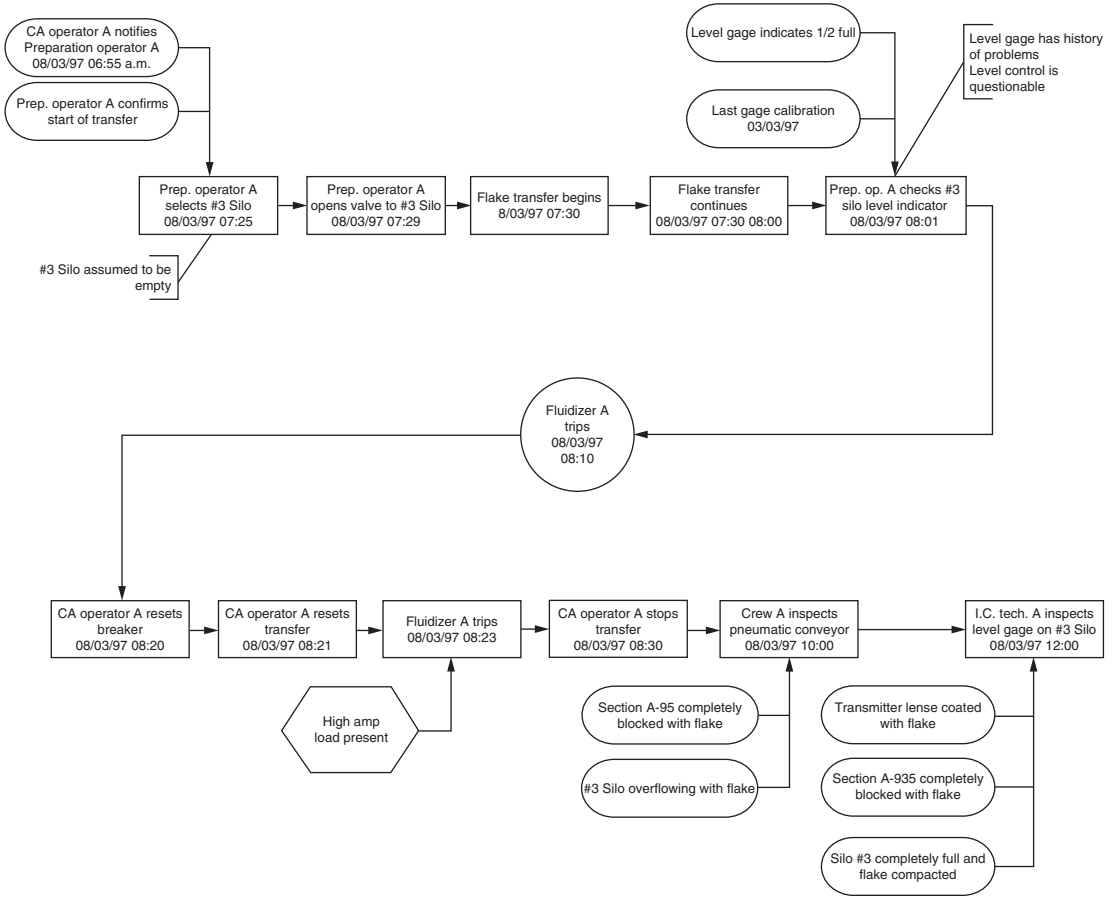 CA operator A notifies
Preparation operator A
08/03/97 06:55 a.m.
Prep. operator A confirms
start of transfer
Level gage indicates 1/2 full
Last gage calibration
03/03/97
Level gage has history
of problems
Level control is
questionable
Prep. operator A
selects #3 Silo
08/03/97 07:25
Prep. operator A
opens valve to #3 Silo
08/03/97 07:29
Flake transfer begins
8/03/97 07:30
Flake transfer
continues
08/03/97 07:30 08:00
Prep. op. A checks #3
silo level indicator
08/03/97 08:01
#3 Silo assumed to be
empty
Fluidizer A
trips
08/03/97
08:10
CA operator A resets
breaker
08/03/97 08:20
CA operator A resets
transfer
08/03/97 08:21
Fluidizer A trips
08/03/97 08:23
CA operator A stops
transfer
08/03/97 08:30
Crew A inspects
pneumatic conveyor
08/03/97 10:00
I.C. tech. A inspects
level gage on #3 Silo
08/03/97 12:00
High amp
load present
Section A-95 completely
blocked with flake
#3 Silo overflowing with flake
Transmitter lense coated
with flake
Section A-935 completely
blocked with flake
Silo #3 completely full and
flake compacted